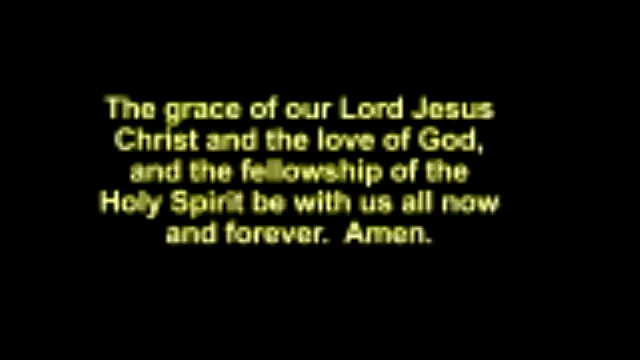 The grace of our Lord Jesus
Christ and the love of God,
and the fellowship of the
Holy Spirit be with us all now
and forever. Amen.